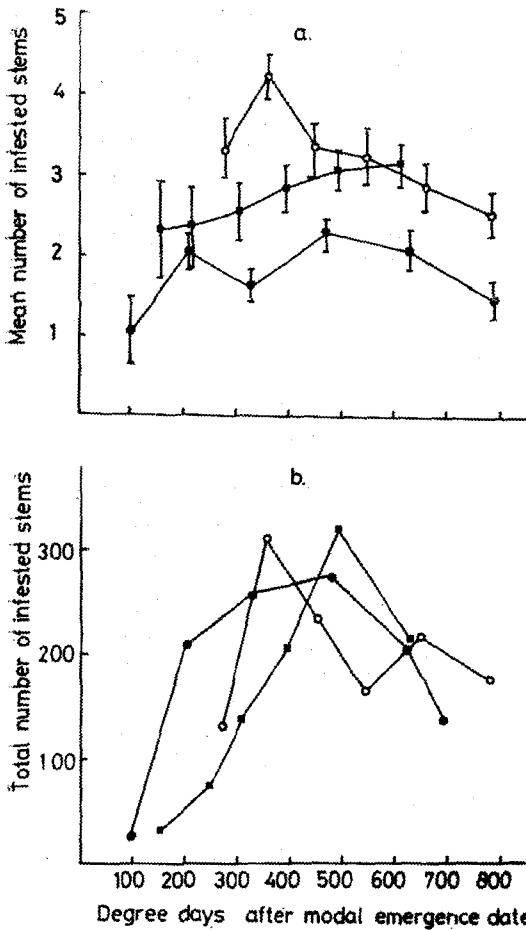 a.
Mean number of infested stems
5
4
3
2
1
b.
Total number of infested stems
300
200
100
100 200 300 400 500 600 700 800
Degree days after modal emergence date